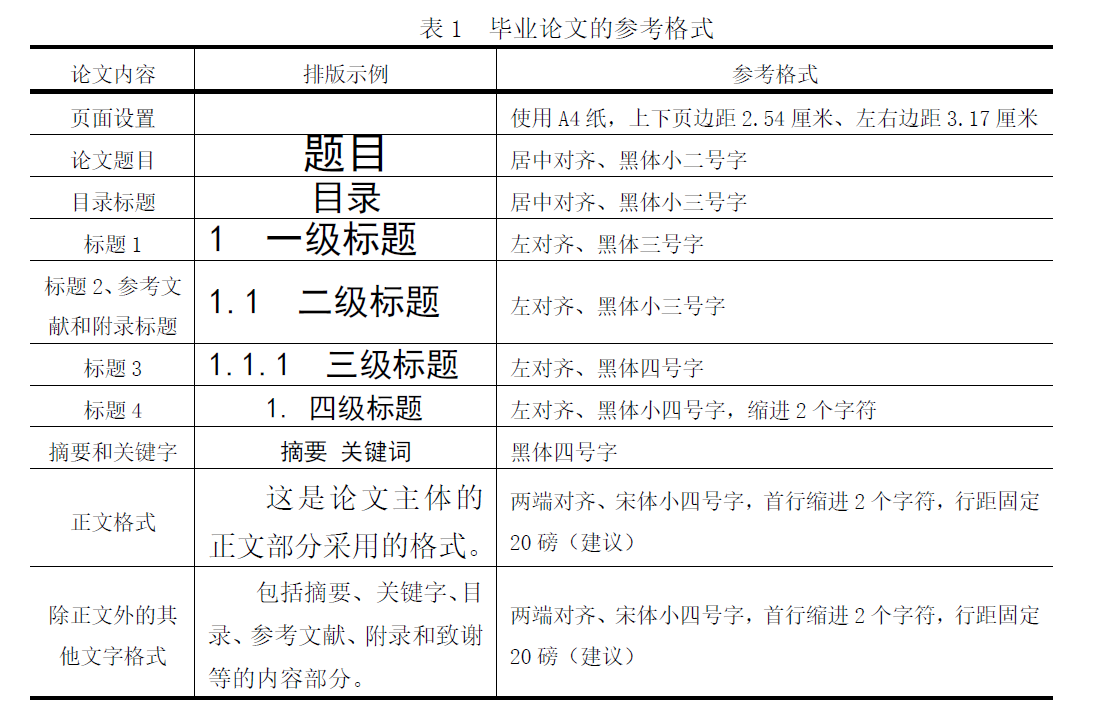 表1 毕业论文的参考格式
论文内容 排版示例 参考格式
页面设置 使用A4纸，上下页边距2.54厘米、左右边距3.17厘米
论文题目 题目 居中对齐、黑体小二号字
目录标题 目录 居中对齐、黑体小三号字
标题1 1 一级标题 左对齐、黑体三号字
标题2、参考文
献和附录标题
1.1 二级标题
左对齐、黑体小三号字
标题3 1.1.1 三级标题 左对齐、黑体四号字
标题4 1. 四级标题 左对齐、黑体小四号字，缩进2个字符
摘要和关键字 摘要 关键词 黑体四号字
正文格式
这是论文主体的
正文部分采用的格式。
两端对齐、宋体小四号字，首行缩进2个字符，行距固定
20磅（建议）
除正文外的其
他文字格式
包括摘要、关键字、目
录、参考文献、附录和致谢
等的内容部分。
两端对齐、宋体小四号字，首行缩进2个字符，行距固定
20磅（建议）